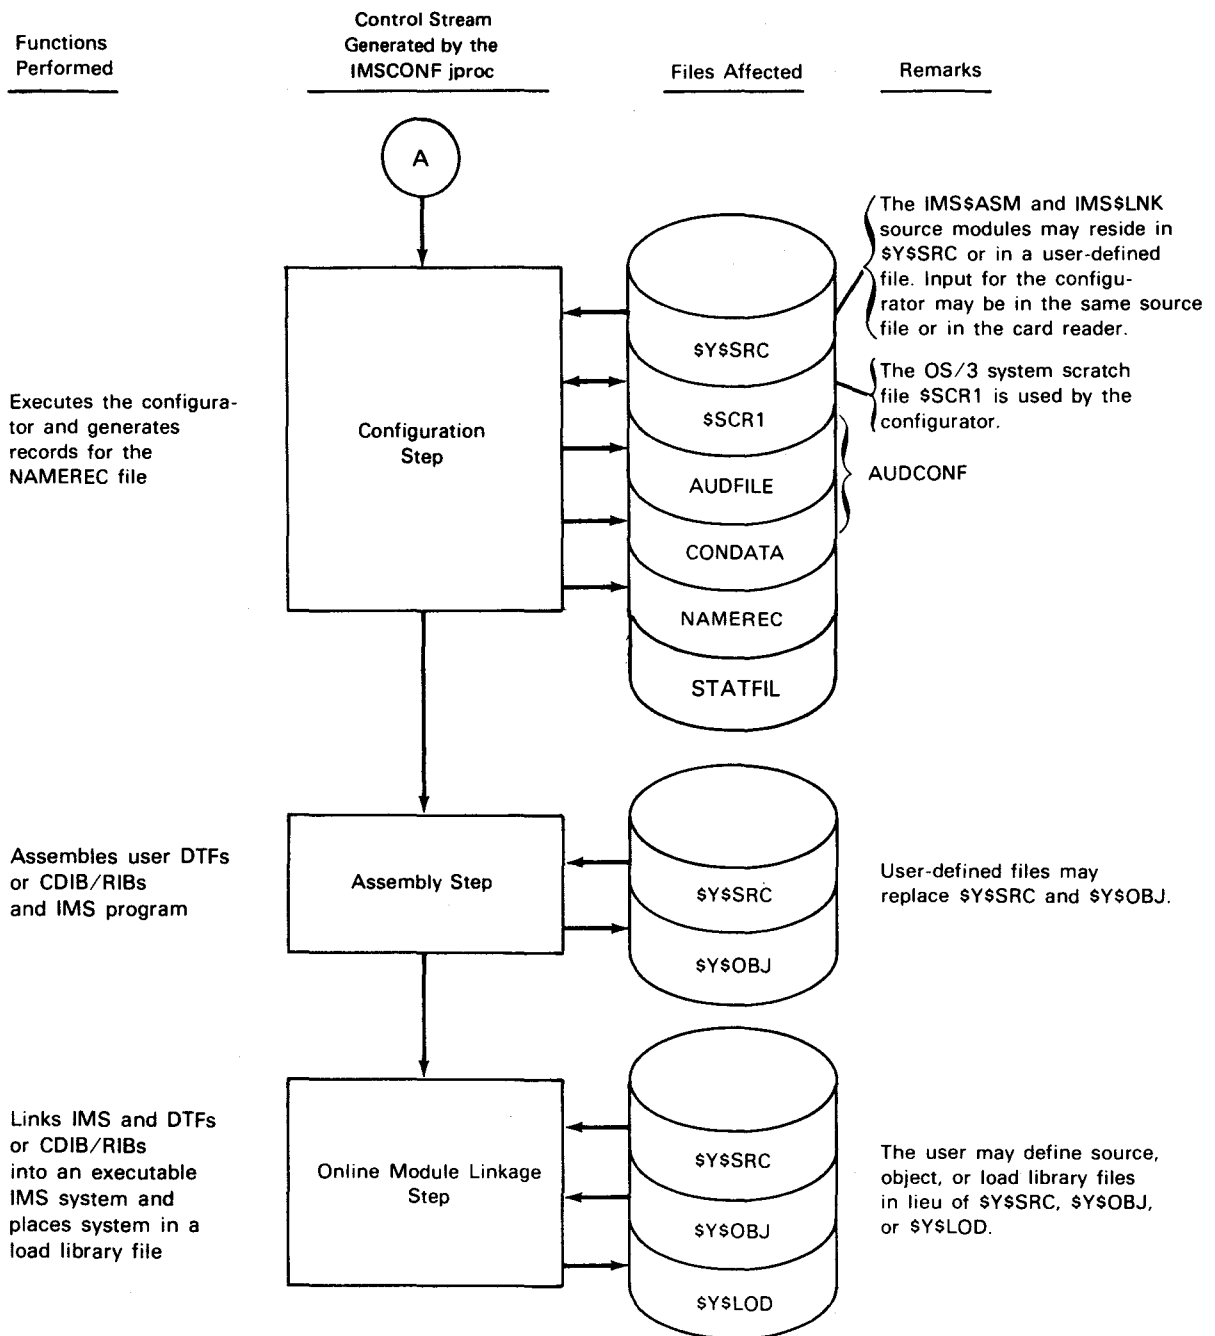 Functions
Performed
Control Stream
Generated by the
IMSCONF jproc
Files Affected
Remarks
A
Executes the configura-
tor and generates
records for the
NAMEREC file
Configuration
Step
$Y$SRC
$SCR1
AUDFILE
CONDATA
NAMEREC
STATFIL
The IMS$ASM and IMS$LNK
source modules may reside in
$Y$SRC or in a user-defined
file. Input for the configu-
rator may be in the same source
file or in the card reader.
The OS/3 system scratch
file $SCR1 is used by the
configurator.
AUDCONF
Assembles user DTFs
or CDIB/RIBs
and IMS program
Assembly Step
$Y$SRC
$Y$OBJ
User-defined files may
replace $Y$SRC and $Y$OBJ.
Links IMS and DTFs
or CDIB/RIBs
into an executable
IMS system and
places system in a
load library file
Online Module Linkage
Step
$Y$SRC
$Y$OBJ
$Y$LOD
The user may define source,
object, or load library files
in lieu of $Y$SRC, $Y$OBJ,
or $Y$LOD.